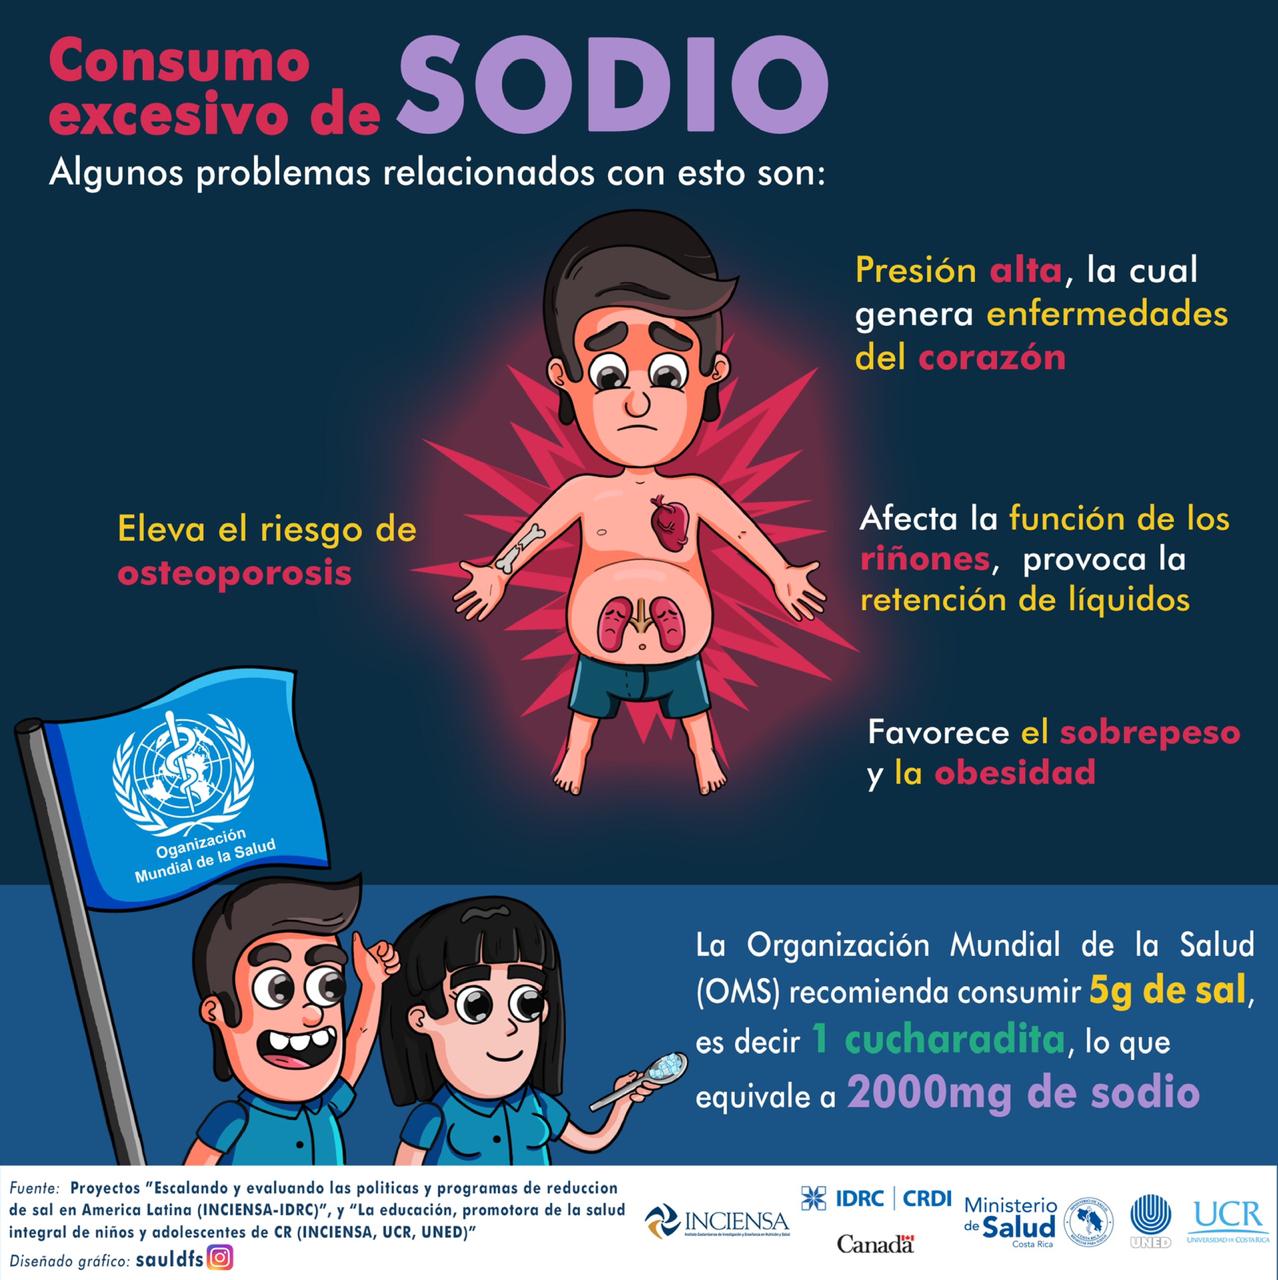 Consumo
excesivo de SODIO
Algunos problemas relacionados con esto son:
Presión alta, la cual
genera enfermedades
del corazón
Eleva el riesgo de
osteoporosis
Afecta la función de los
riñones, provoca la
retención de líquidos
Favorece el sobrepeso
y la obesidad
Oganización
Mundial de la Salud
La Organización Mundial de la Salud
(OMS) recomienda consumir 5g de sal,
es decir 1 cucharadita, lo que
equivale a 2000mg de sodio
Fuente: Proyectos "Escalando y evaluando las politicas y programas de reduccion
de sal en America Latina (INCIENSA-IDRC)", y "La educación, promotora de la salud
integral de niños y adolescentes de CR (INCIENSA, UCR, UNED)"
Diseñado gráfico: sauldfs
INCIENSA
IDRC | CRDI
Canada
Ministerio
de Salud
Costa Rica
UNED
UCR
UNIVERSIDAD DE COSTA RICA